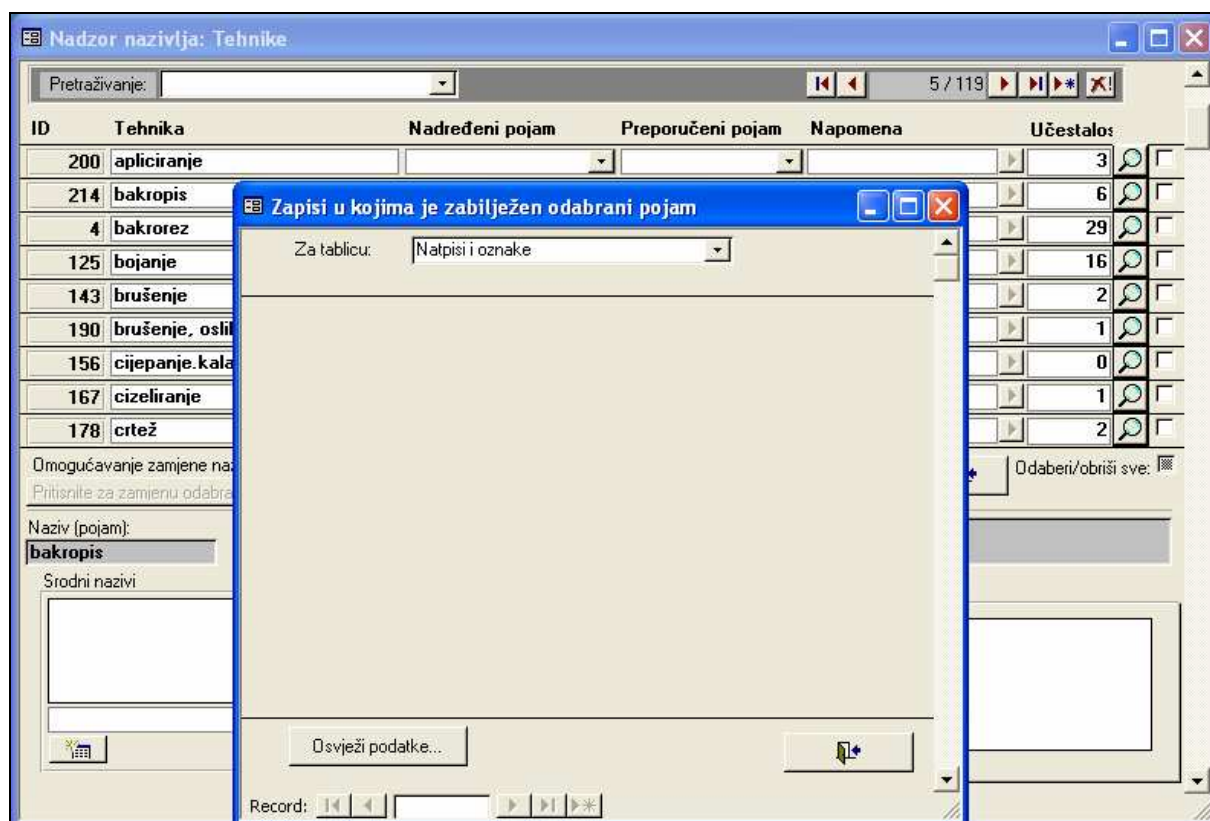 Nadzor nazivlja: Tehnike
Pretraživanje:
5 / 119
ID Tehnika Nadređeni pojam Preporučeni pojam Napomena Učestalos
200 apliciranje 3
214 bakropis 6
4 bakrorez 29
125 bojanje 16
143 brušenje 2
190 brušenje, oslil 1
156 cijepanje.kala 0
167 cizeliranje 1
178 crtež 2
Omogućavanje zamjene naz
Odaberi/obriši sve:
Pritisnite za zamjenu odabra
Naziv (pojam):
bakropis
Srodni nazivi
Zapisi u kojima je zabilježen odabrani pojam
Za tablicu: Natpisi i oznake
Osvježi podatke...
Record: